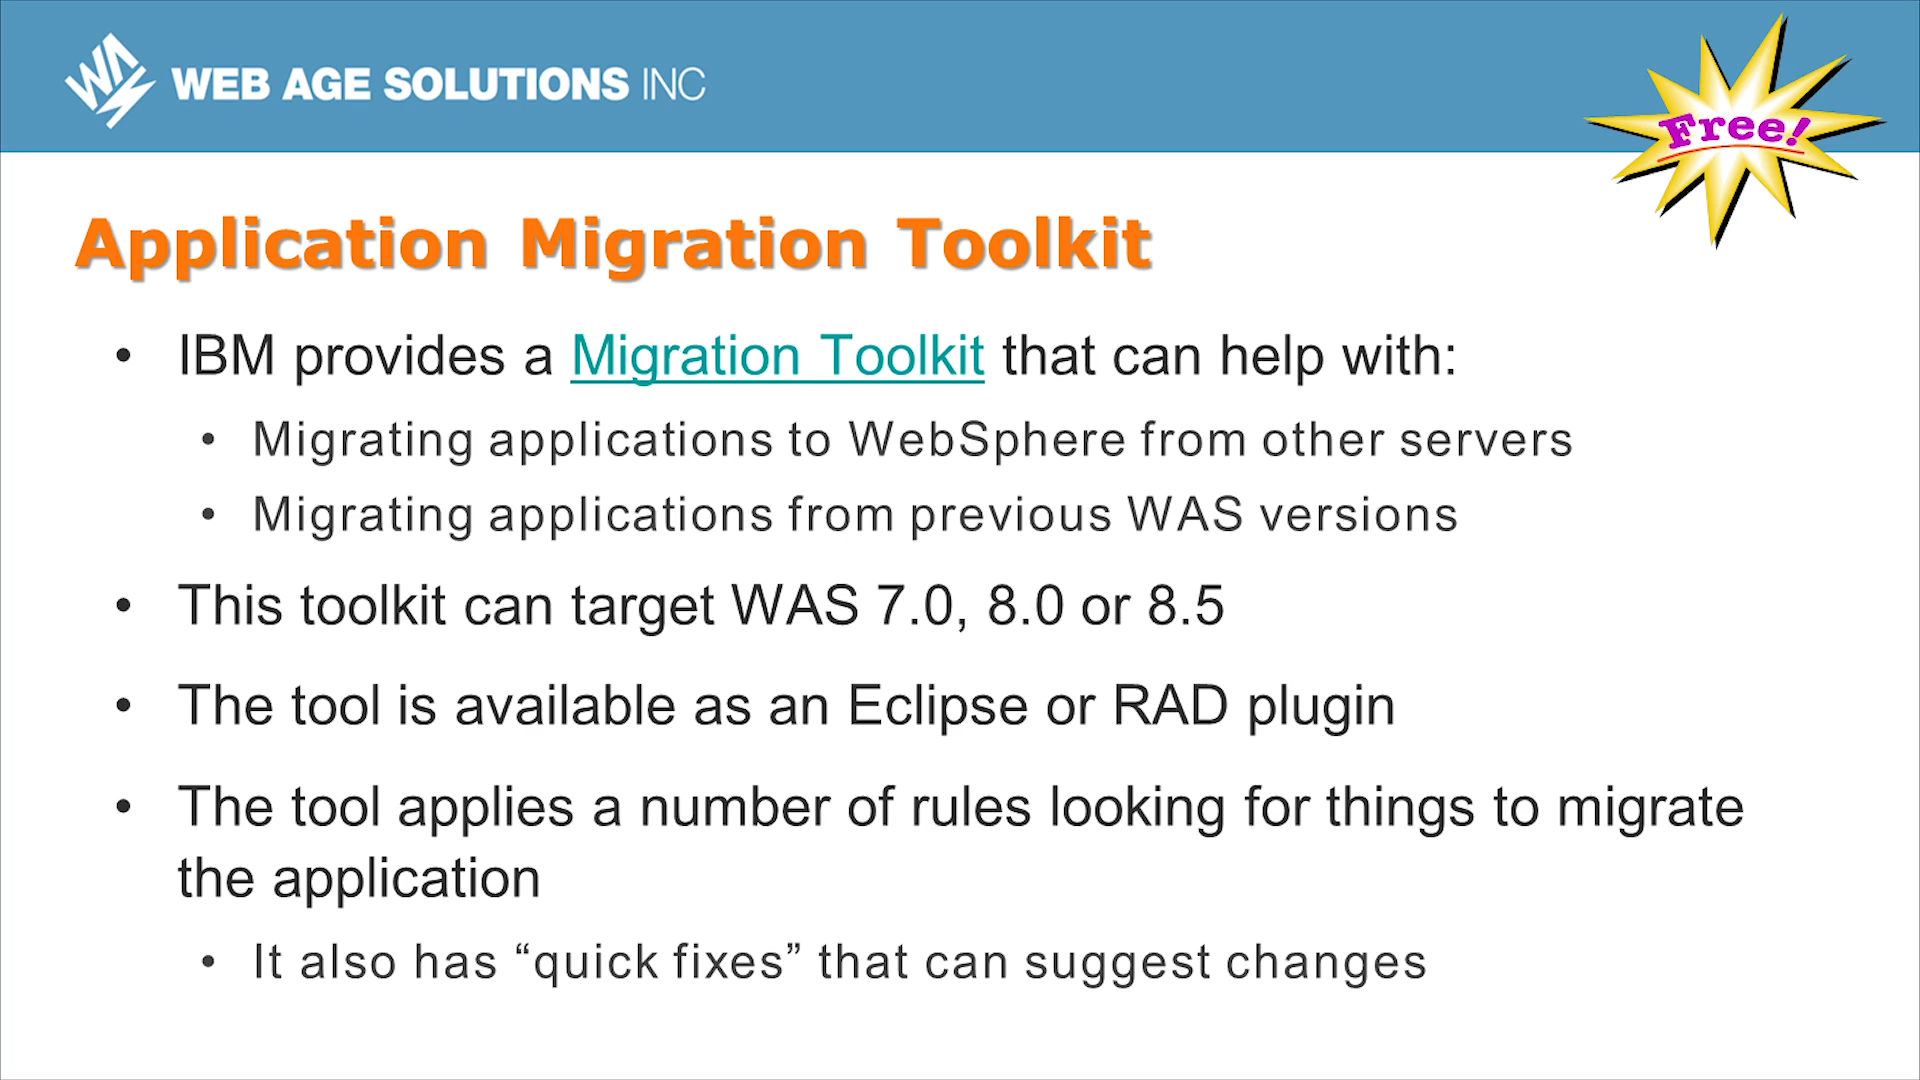 WEB AGE SOLUTIONS INC
Free!
Application Migration Toolkit
• IBM provides a Migration Toolkit that can help with:
• Migrating applications to WebSphere from other servers
• Migrating applications from previous WAS versions
• This toolkit can target WAS 7.0, 8.0 or 8.5
• The tool is available as an Eclipse or RAD plugin
• The tool applies a number of rules looking for things to migrate
the application
• It also has “quick fixes” that can suggest changes